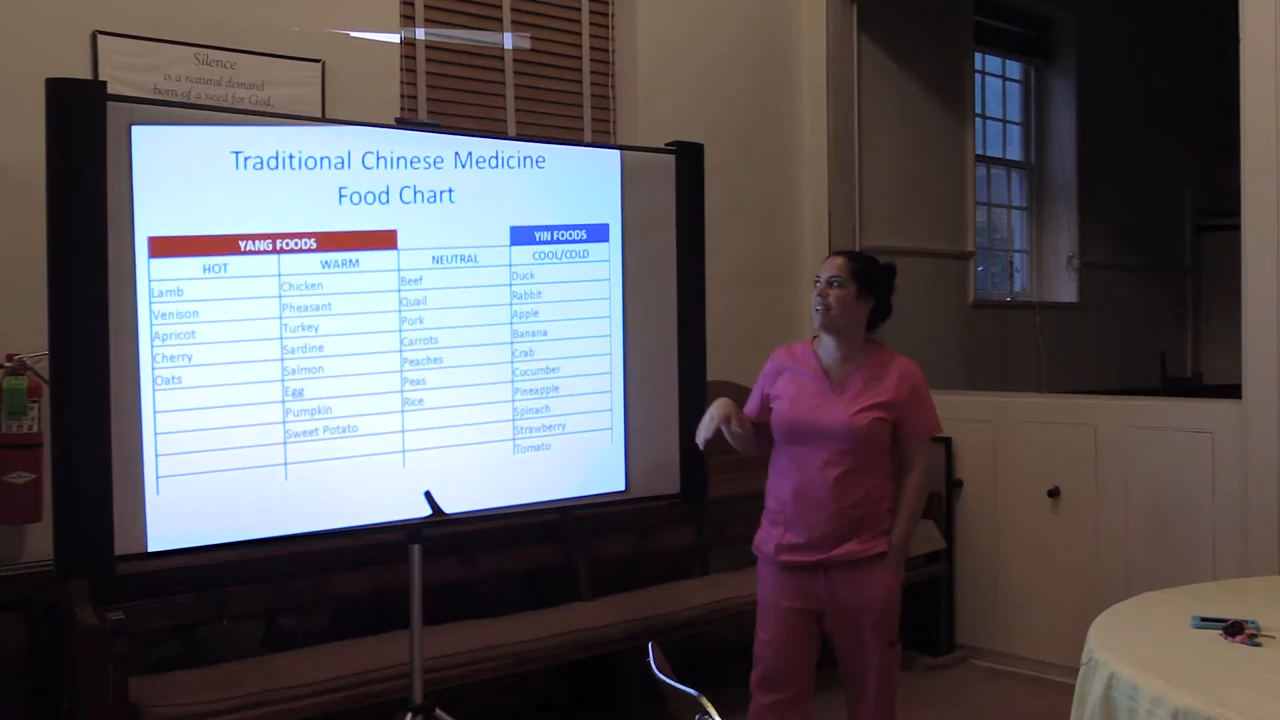 Silence
is a natural demand
born of a need for God,
Traditional Chinese Medicine
Food Chart
YANG FOODS YIN FOODS
HOT WARM NEUTRAL COOL/COLD
Lamb Chicken Beef Duck
Venison Pheasant Quail Rabbit
Apricot Turkey Pork Apple
Cherry Sardine Carrots Banana
Oats Salmon Peaches Crab
Egg Peas Cucumber
Pumpkin Rice Pineapple
Sweet Potato Spinach
Strawberry
Tomato